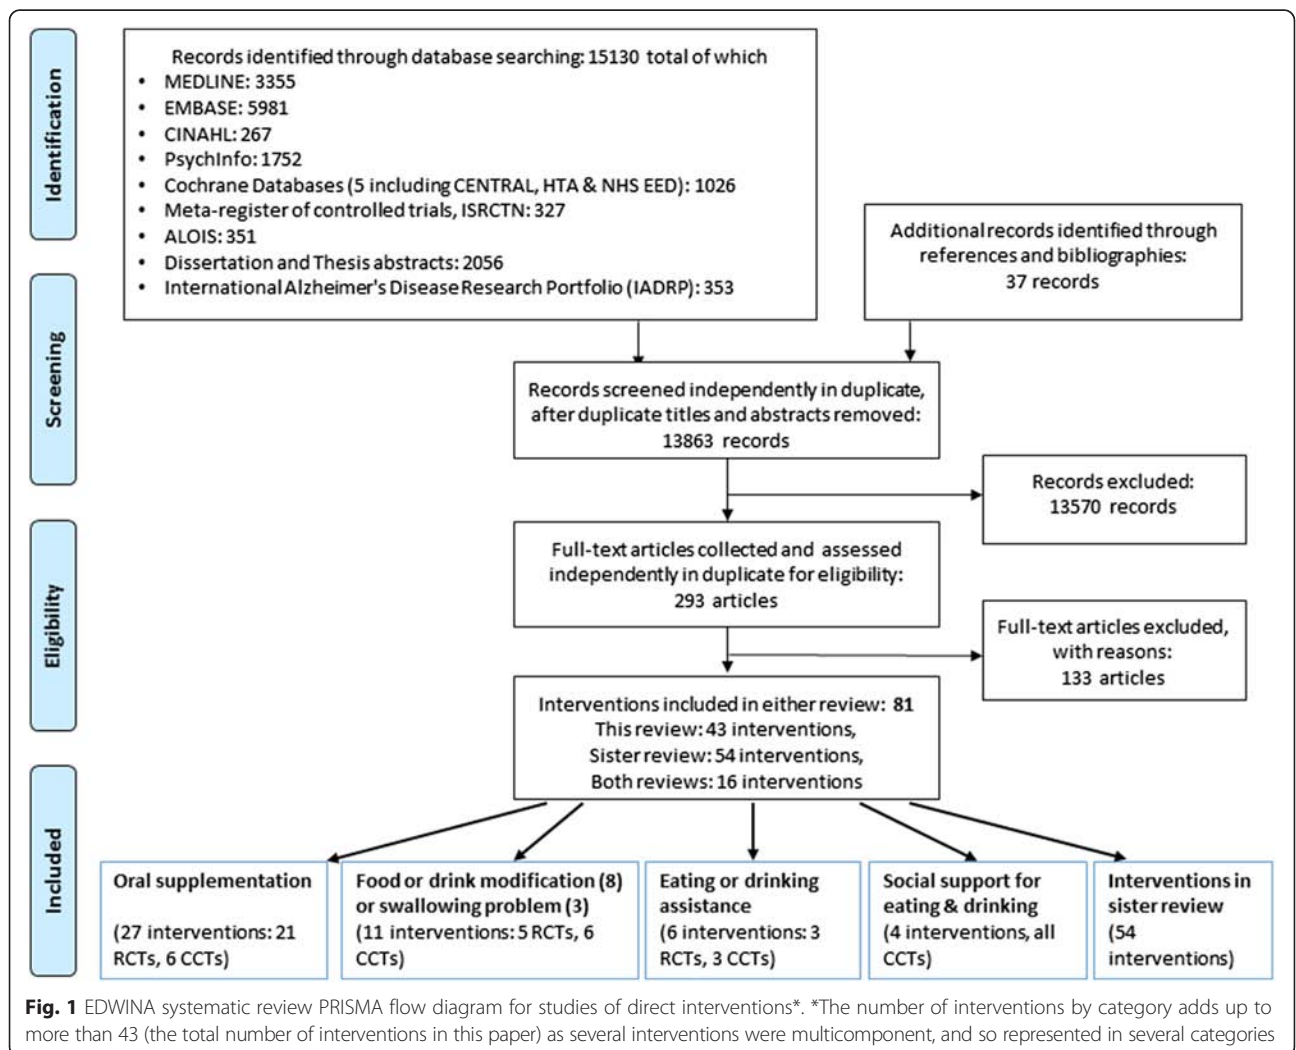 Identification
Records identified through database searching: 15130 total of which
• MEDLINE: 3355
• EMBASE: 5981
• CINAHL: 267
• PsychInfo: 1752
• Cochrane Databases (5 including CENTRAL, HTA & NHS EED): 1026
• Meta-register of controlled trials, ISRCTN: 327
• ALOIS: 351
• Dissertation and Thesis abstracts: 2056
• International Alzheimer's Disease Research Portfolio (IADRP): 353
Additional records identified through
references and bibliographies:
37 records
Screening
Records screened independently in duplicate,
after duplicate titles and abstracts removed:
13863 records
Records excluded:
13570 records
Eligibility
Full-text articles collected and assessed
independently in duplicate for eligibility:
293 articles
Full-text articles excluded,
with reasons:
133 articles
Interventions included in either review: 81
This review: 43 interventions,
Sister review: 54 interventions,
Both reviews: 16 interventions
Included
Oral supplementation
(27 interventions: 21
RCTs, 6 CCTs)
Food or drink modification (8)
or swallowing problem (3)
(11 interventions: 5 RCTs, 6
CCTs)
Eating or drinking
assistance
(6 interventions: 3
RCTs, 3 CCTs)
Social support for
eating & drinking
(4 interventions, all
CCTs)
Interventions in
sister review
(54
interventions)
Fig. 1 EDWINA systematic review PRISMA flow diagram for studies of direct interventions*. *The number of interventions by category adds up to
more than 43 (the total number of interventions in this paper) as several interventions were multicomponent, and so represented in several categories